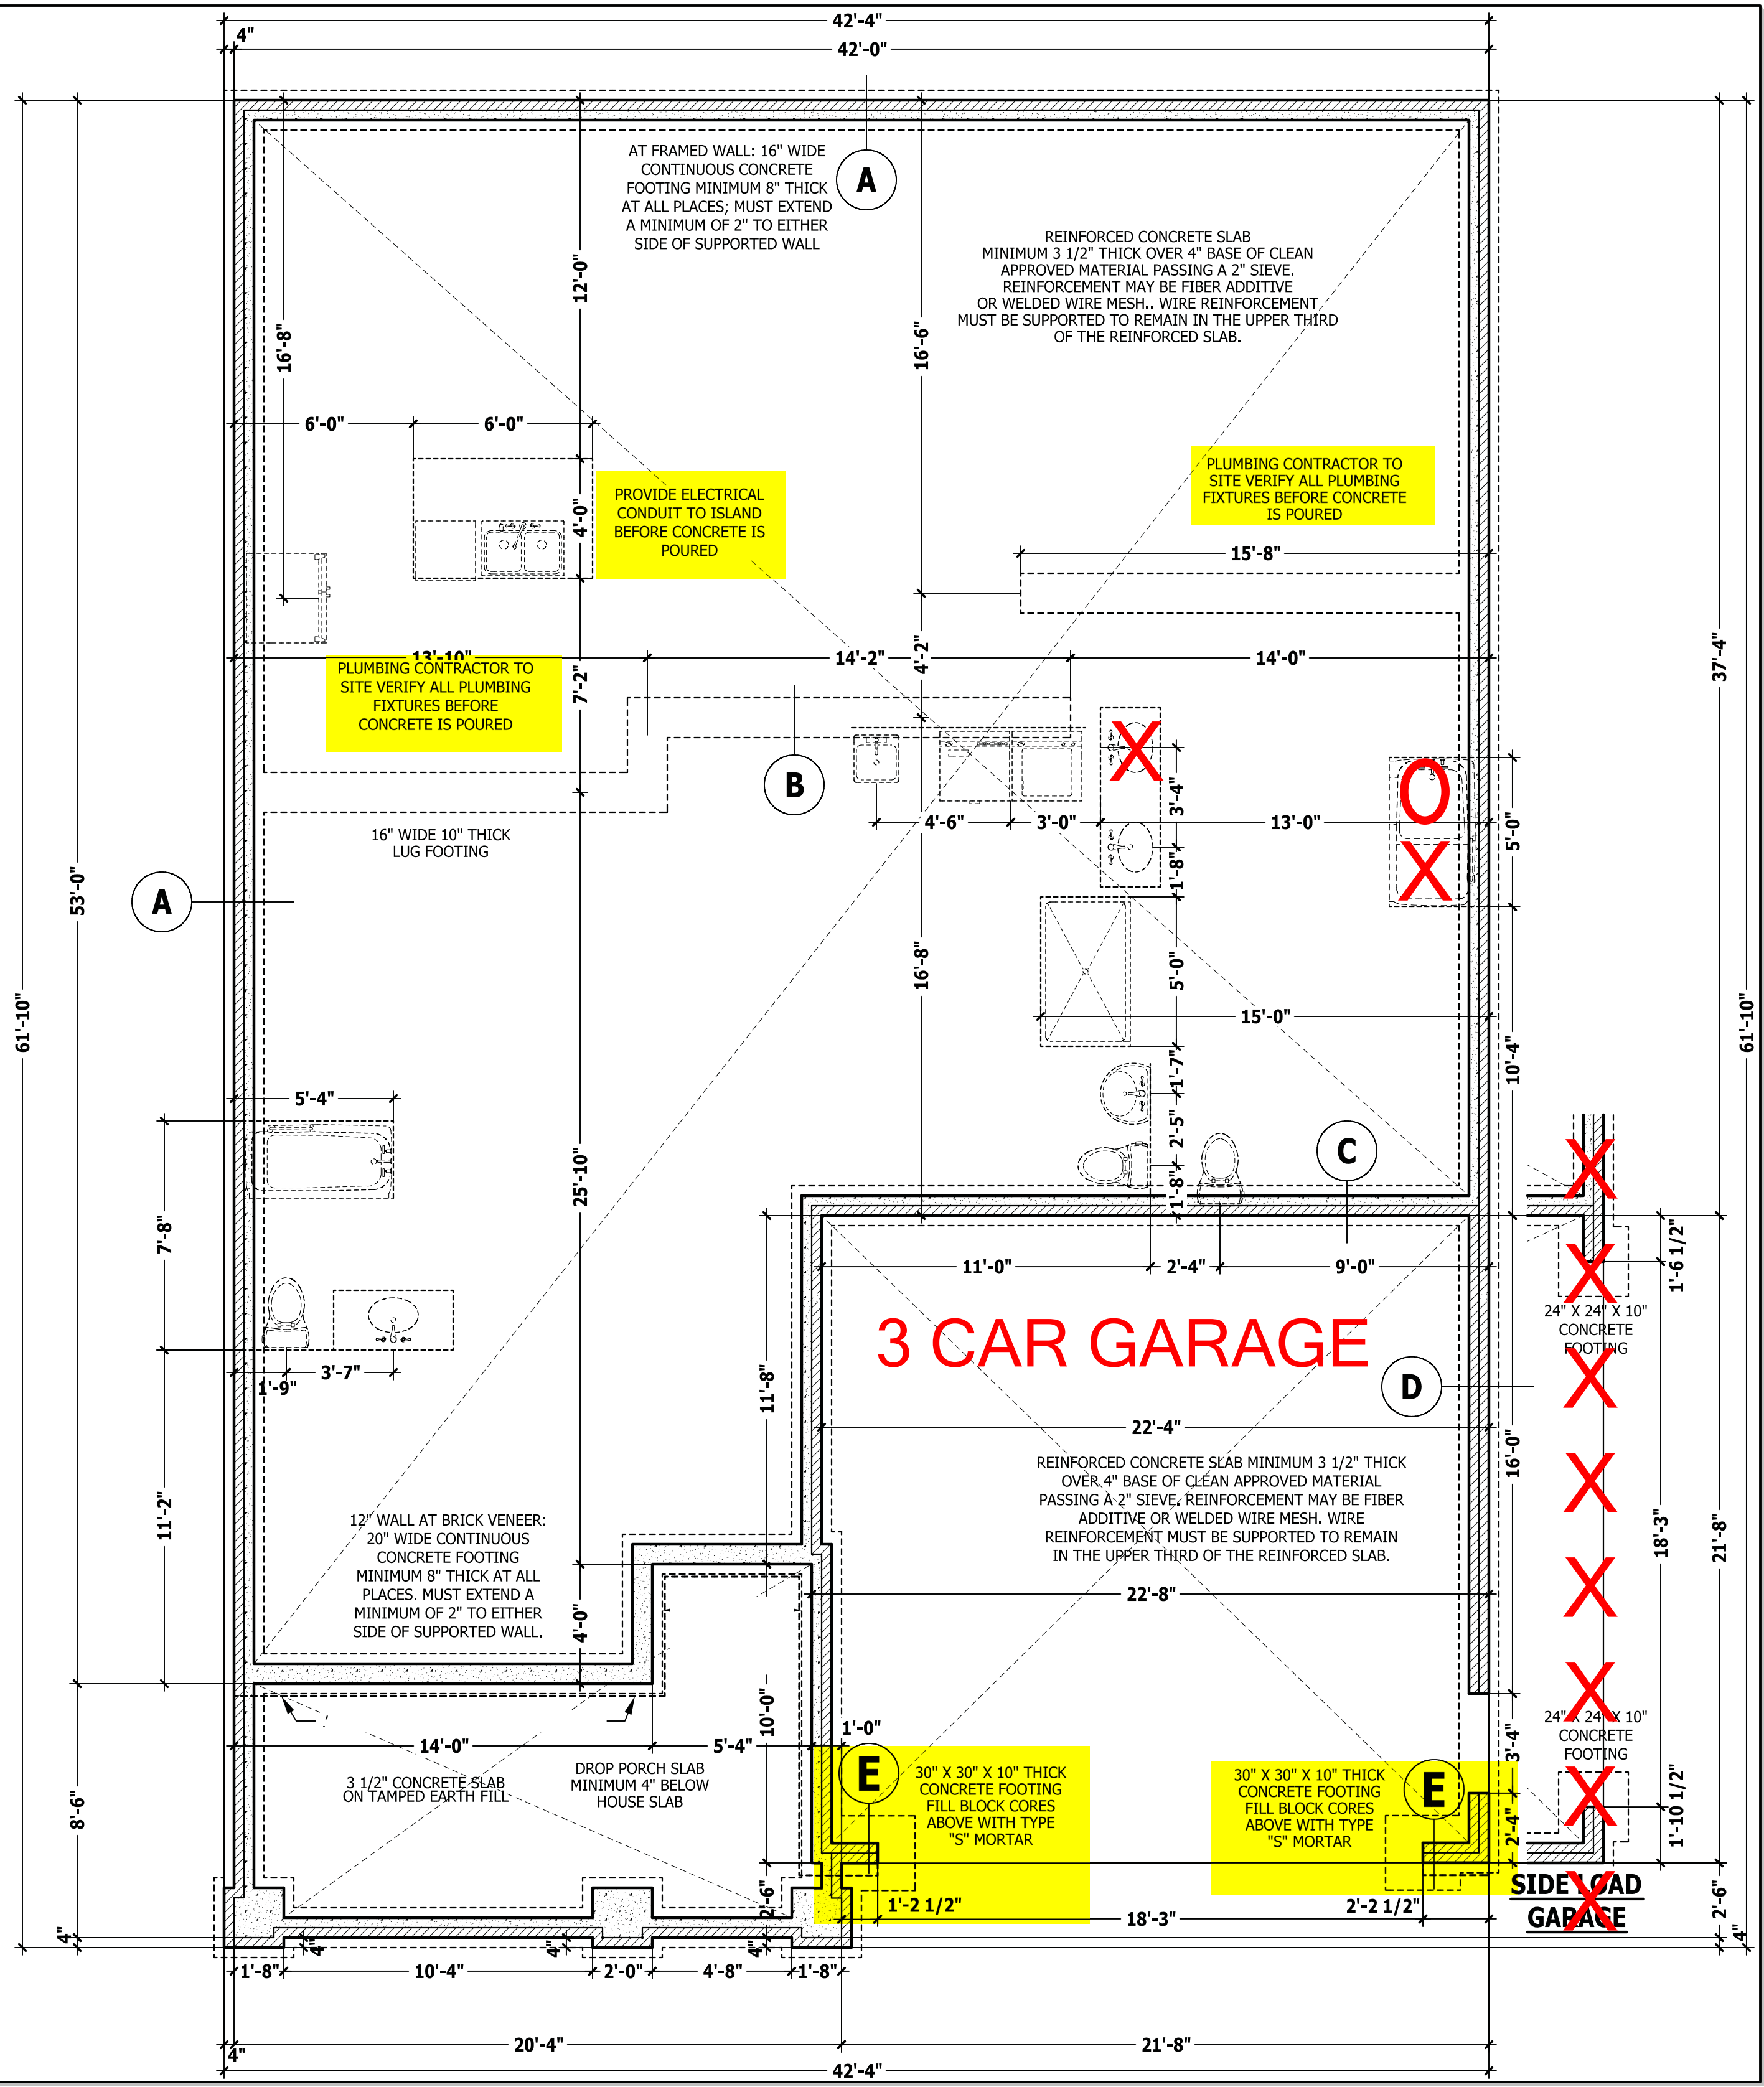 42'-4"
4"
42'-0"
AT FRAMED WALL: 16" WIDE
CONTINUOUS CONCRETE
FOOTING MINIMUM 8" THICK
AT ALL PLACES; MUST EXTEND
A MINIMUM OF 2" TO EITHER
SIDE OF SUPPORTED WALL
A
REINFORCED CONCRETE SLAB
MINIMUM 3 1/2" THICK OVER 4" BASE OF CLEAN
APPROVED MATERIAL PASSING A 2" SIEVE.
REINFORCEMENT MAY BE FIBER ADDITIVE
OR WELDED WIRE MESH.. WIRE REINFORCEMENT
MUST BE SUPPORTED TO REMAIN IN THE UPPER THIRD
OF THE REINFORCED SLAB.
12'-0"
16'-8"
16'-6"
6'-0"
6'-0"
4'-0"
PROVIDE ELECTRICAL
CONDUIT TO ISLAND
BEFORE CONCRETE IS
POURED
PLUMBING CONTRACTOR TO
SITE VERIFY ALL PLUMBING
FIXTURES BEFORE CONCRETE
IS POURED
15'-8"
13'-10"
14'-2"
4'-2"
14'-0"
37'-4"
7'-2"
PLUMBING CONTRACTOR TO
SITE VERIFY ALL PLUMBING
FIXTURES BEFORE
CONCRETE IS POURED
B
X
O
X
3'-4"
4'-6"
3'-0"
13'-0"
5'-0"
16" WIDE 10" THICK
LUG FOOTING
1'-8"
53'-0"
A
16'-8"
5'-0"
15'-0"
61'-10"
61'-10"
10'-4"
1'-7"
2'-5"
1'-8"
5'-4"
C
25'-10"
7'-8"
X
11'-0"
2'-4"
9'-0"
1'-6 1/2"
X
24" X 24" X 10"
CONCRETE
FOOTING
3 CAR GARAGE
1'-9"
3'-7"
11'-8"
D
X
22'-4"
16'-0"
REINFORCED CONCRETE SLAB MINIMUM 3 1/2" THICK
OVER 4" BASE OF CLEAN APPROVED MATERIAL
PASSING A 2" SIEVE. REINFORCEMENT MAY BE FIBER
ADDITIVE OR WELDED WIRE MESH. WIRE
REINFORCEMENT MUST BE SUPPORTED TO REMAIN
IN THE UPPER THIRD OF THE REINFORCED SLAB.
X
18'-3"
21'-8"
11'-2"
12" WALL AT BRICK VENEER:
20" WIDE CONTINUOUS
CONCRETE FOOTING
MINIMUM 8" THICK AT ALL
PLACES. MUST EXTEND A
MINIMUM OF 2" TO EITHER
SIDE OF SUPPORTED WALL.
4'-0"
22'-8"
X
X
10'-0"
24" X 24" X 10"
CONCRETE
FOOTING
14'-0"
5'-4"
1'-0"
3'-4"
3 1/2" CONCRETE SLAB
ON TAMPED EARTH FILL
DROP PORCH SLAB
MINIMUM 4" BELOW
HOUSE SLAB
E
30" X 30" X 10" THICK
CONCRETE FOOTING
FILL BLOCK CORES
ABOVE WITH TYPE
"S" MORTAR
30" X 30" X 10" THICK
CONCRETE FOOTING
FILL BLOCK CORES
ABOVE WITH TYPE
"S" MORTAR
E
X
2'-4"
1'-10 1/2"
8'-6"
SIDE LOAD
GARAGE
X
2'-6"
1'-2 1/2"
18'-3"
2'-2 1/2"
2'-6"
4"
4"
4"
4"
4"
1'-8"
10'-4"
2'-0"
4'-8"
1'-8"
20'-4"
21'-8"
4"
42'-4"